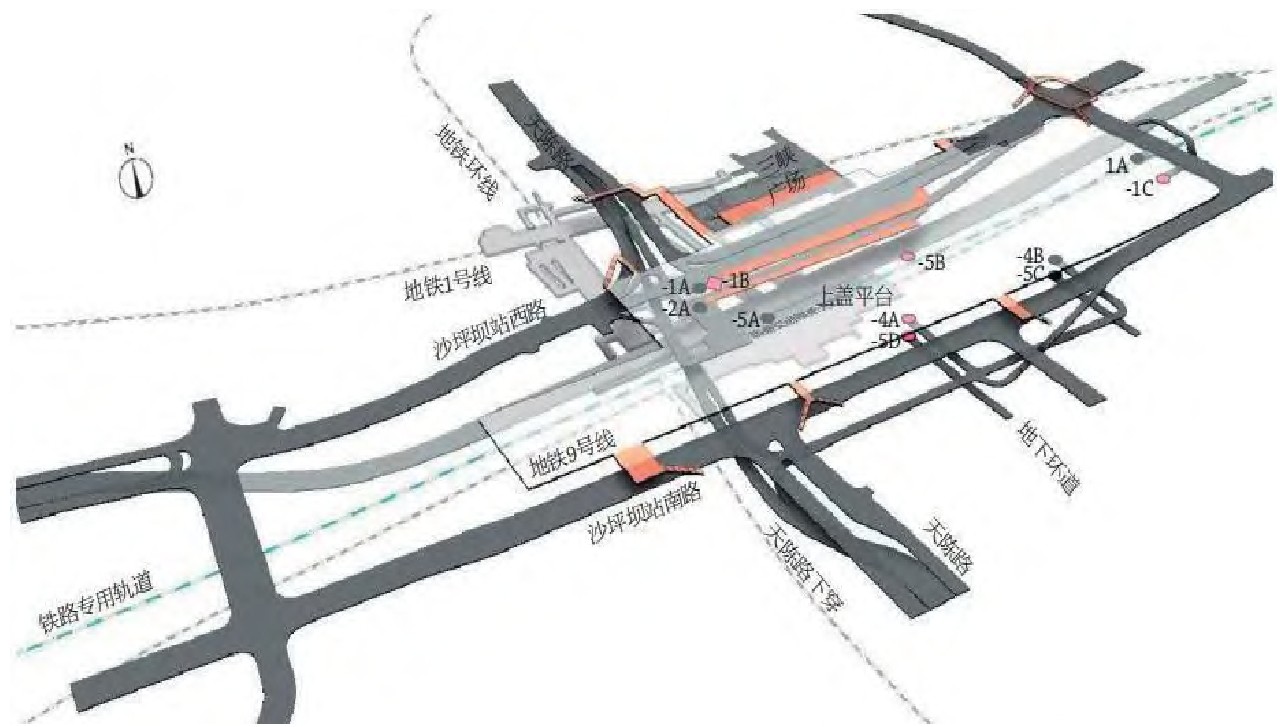 N
天陈路
地铁环线
三峡
广场
1A
-1C
地铁1号线
-1A
-1B
-5B
-4B
-5C
-2A
-5A
上盖平台
-4A
-5D
沙坪坝站西路
地铁9号线
地下环道
沙坪坝站南路
天陈路
天陈路下穿
铁路专用轨道